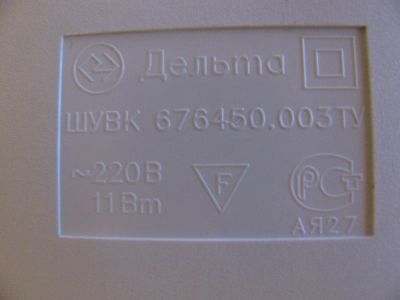 Дельта
ШУВК 676450.003ТУ
~220В
11Вт
F
РСТ
АЯ27